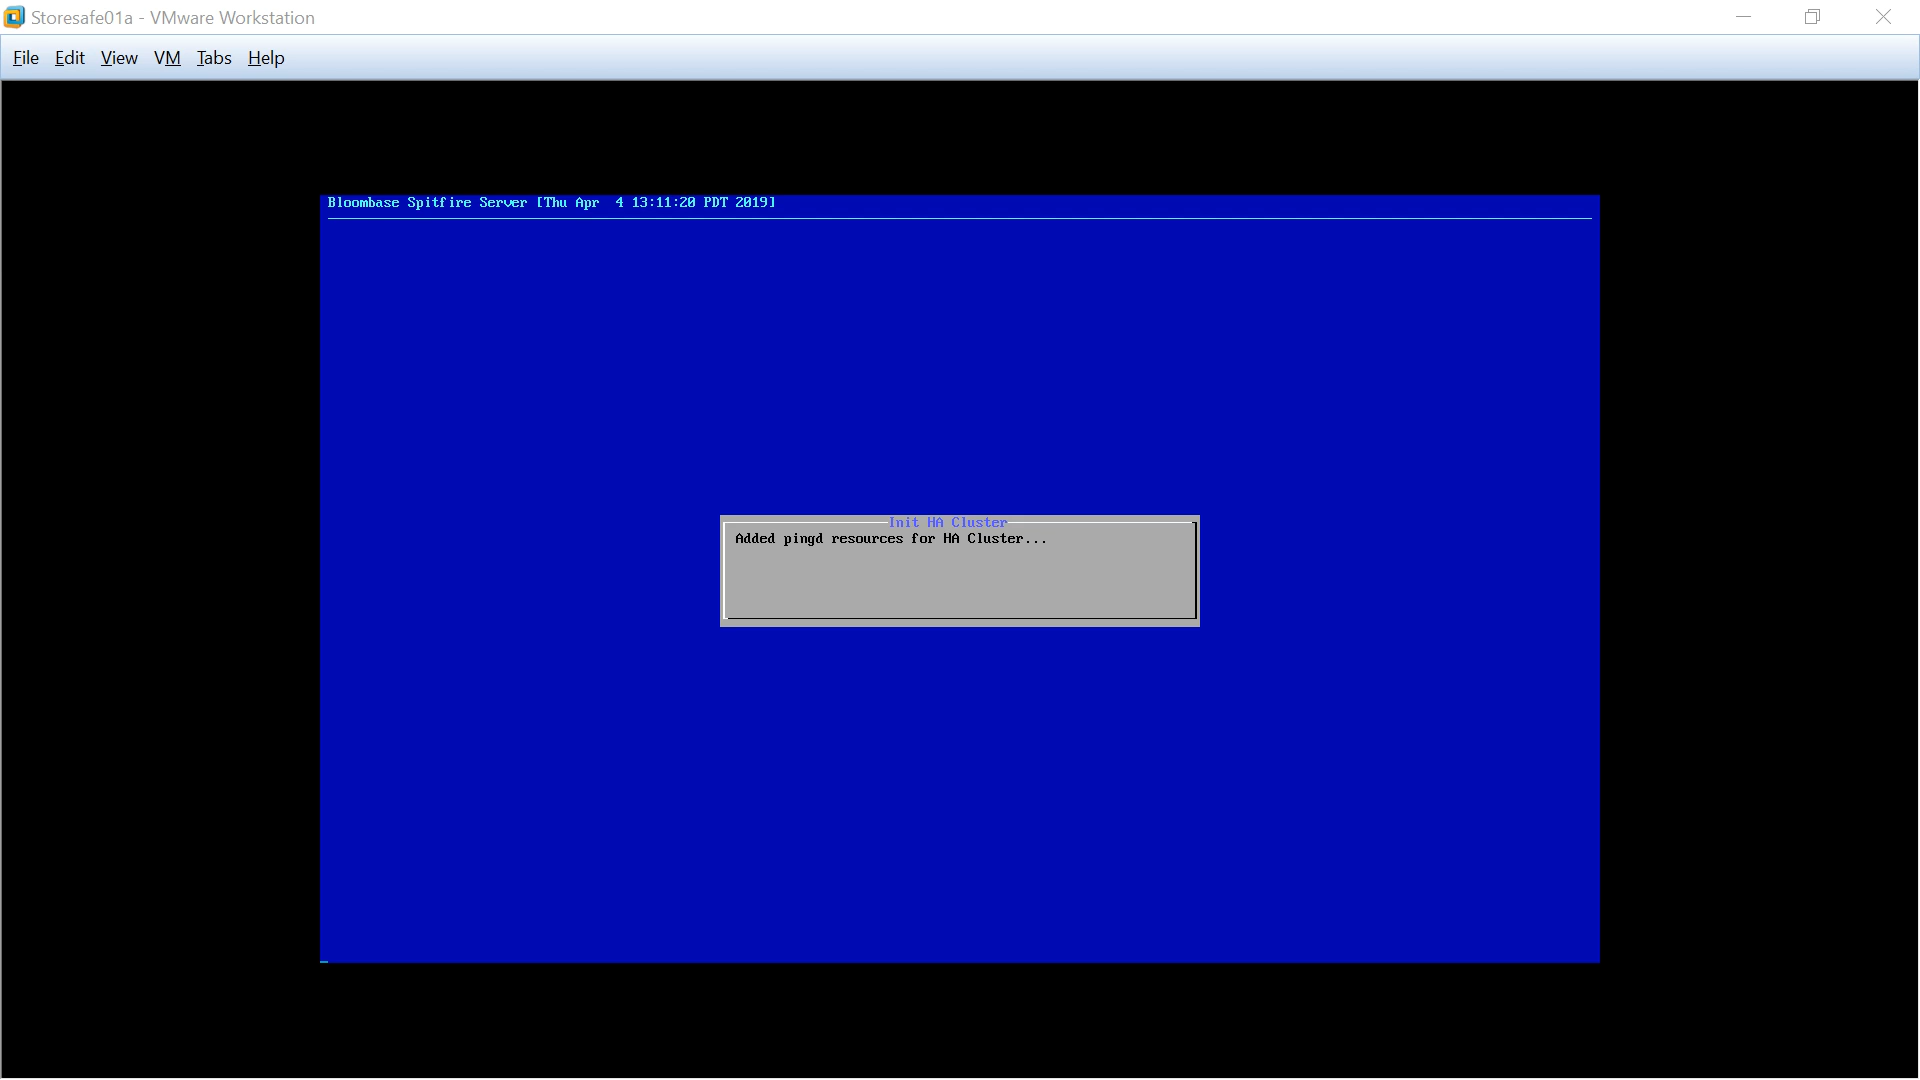 Storesafe01a - VMware Workstation
File Edit View VM Tabs Help
Bloombase Spitfire Server [Thu Apr  4 13:11:20 PDT 2019]
Init HA Cluster
Added pingd resources for HA Cluster...